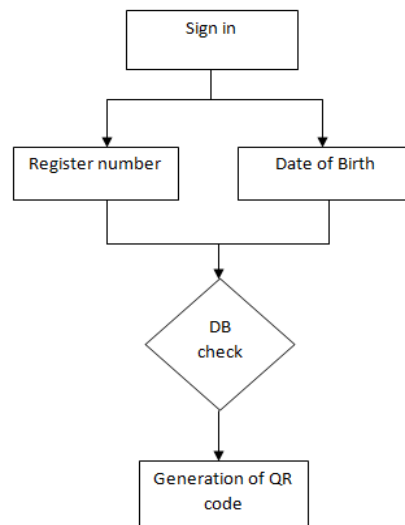 Sign in
Register number
Date of Birth
DB
check
Generation of QR
code